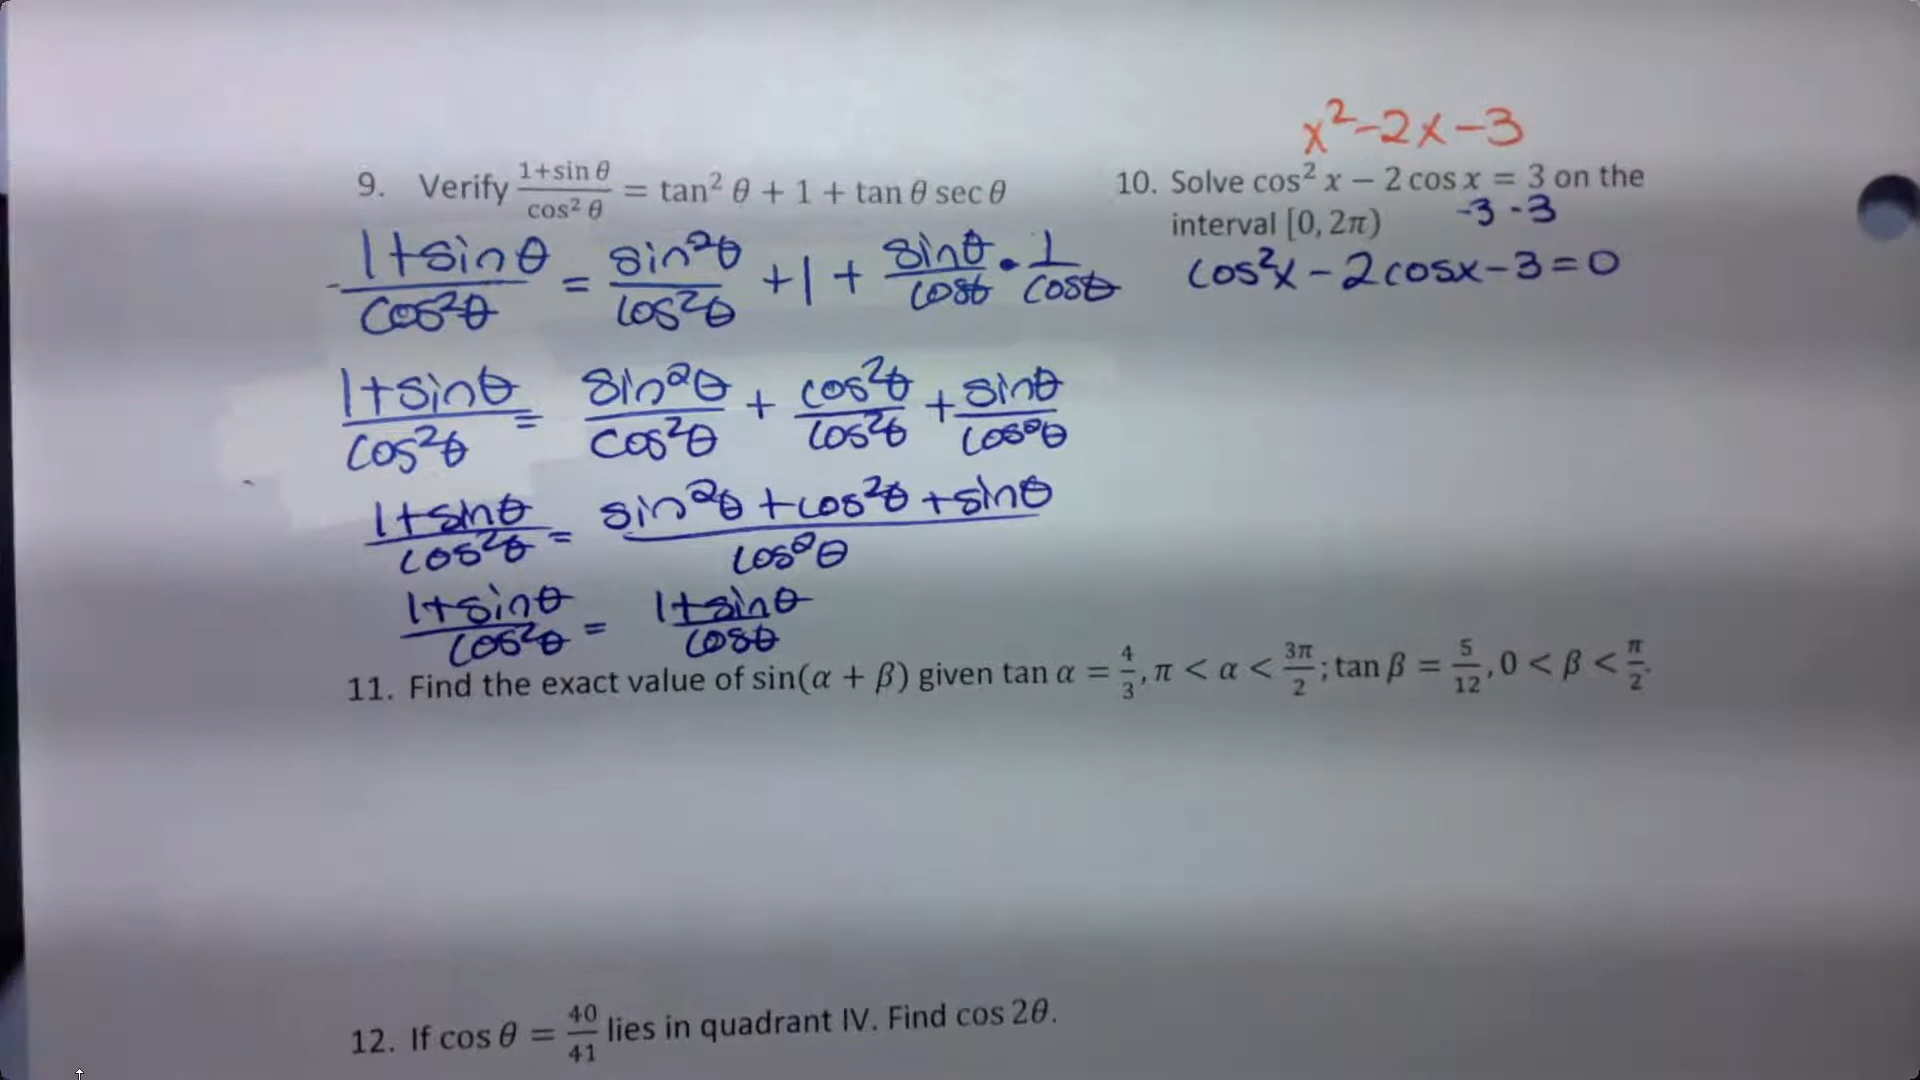 x²-2x-3
9. Verify (1+sin θ)/(cos² θ) = tan² θ + 1 + tan θ sec θ
10. Solve cos² x − 2 cos x = 3 on the
interval [0, 2π)
-3 -3
(1+sinθ)/(cos²θ) = (sin²θ)/(cos²θ) +1 + (sinθ)/(cosθ) • 1/(cosθ)
cos²x - 2cosx - 3 = 0
(1+sinθ)/(cos²θ) = (sin²θ)/(cos²θ) + (cos²θ)/(cos²θ) + (sinθ)/(cos²θ)
(1+sinθ)/(cos²θ) = (sin²θ + cos²θ + sinθ)/(cos²θ)
(1+sinθ)/(cos²θ) = (1+sinθ)/(cosθ)
11. Find the exact value of sin(α + β) given tan α = 4/3, π < α < 3π/2; tan β = 5/12, 0 < β < π/2.
12. If cos θ = 40/41 lies in quadrant IV. Find cos 2θ.